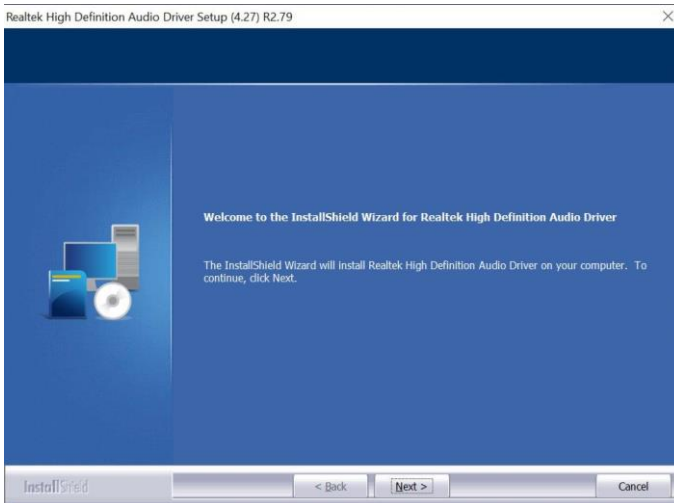 Realtek High Definition Audio Driver Setup (4.27) R2.79
Welcome to the InstallShield Wizard for Realtek High Definition Audio Driver
The InstallShield Wizard will install Realtek High Definition Audio Driver on your computer. To
continue, click Next.
InstallShield
< Back
Next >
Cancel